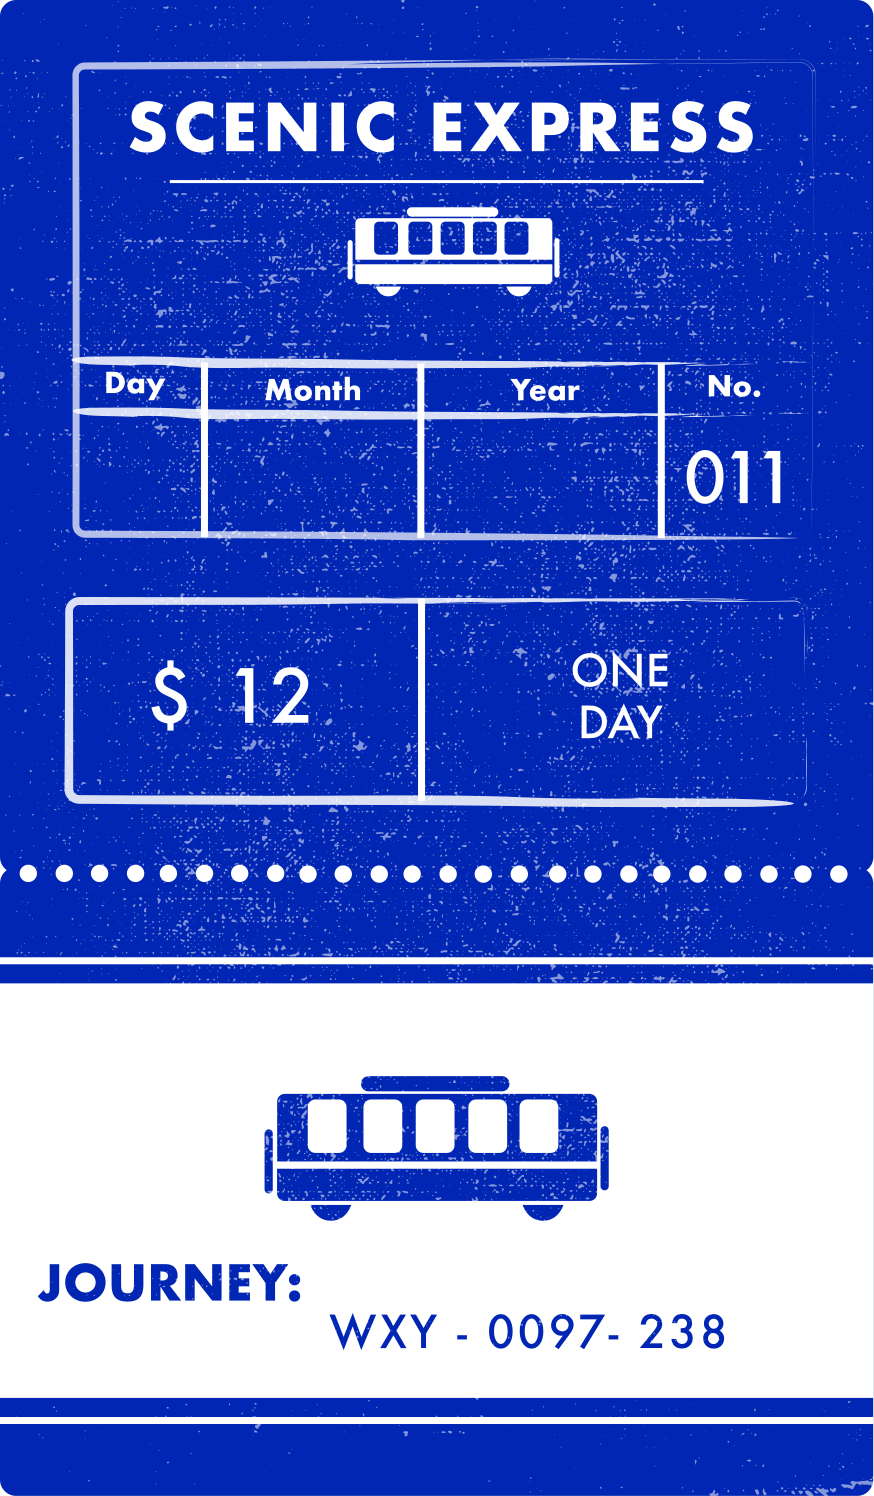 SCENIC EXPRESS
Day Month Year No.
011
$ 12
ONE
DAY
JOURNEY:
WXY - 0097- 238